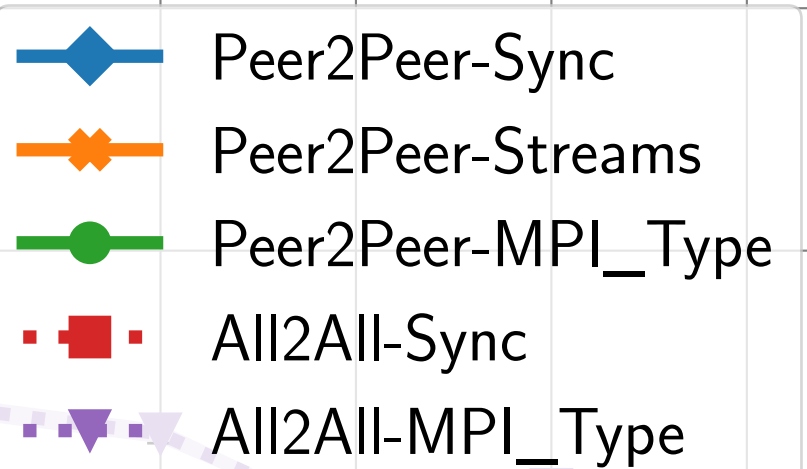 Peer2Peer-Sync
Peer2Peer-Streams
Peer2Peer-MPI_Type
All2All-Sync
All2All-MPI_Type